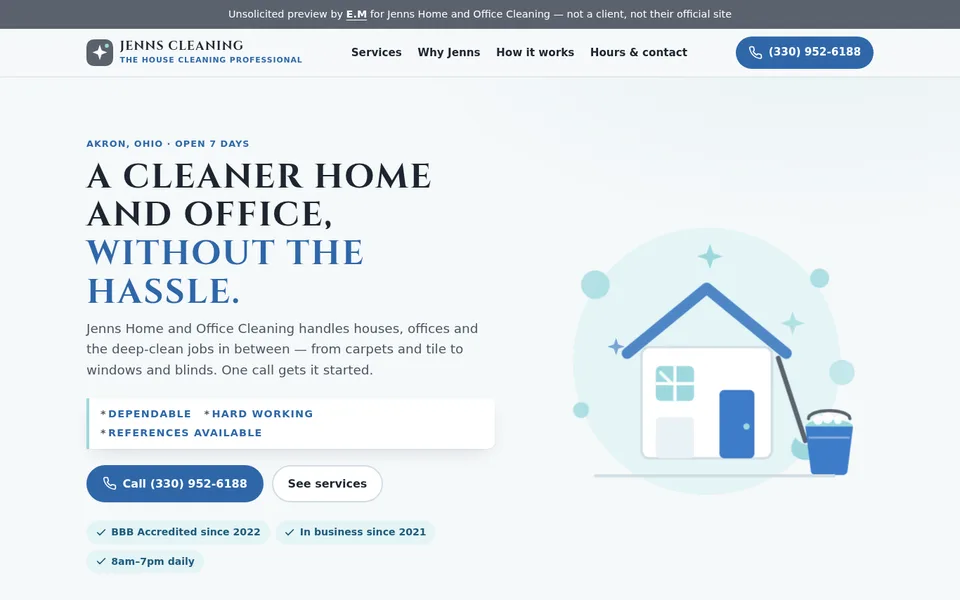 Unsolicited preview by E.M for Jenns Home and Office Cleaning — not a client, not their official site
JENNS CLEANING
THE HOUSE CLEANING PROFESSIONAL
Services
Why Jenns
How it works
Hours & contact
(330) 952-6188
AKRON, OHIO · OPEN 7 DAYS
A CLEANER HOME
AND OFFICE,
WITHOUT THE
HASSLE.
Jenns Home and Office Cleaning handles houses, offices and
the deep-clean jobs in between — from carpets and tile to
windows and blinds. One call gets it started.
*DEPENDABLE *HARD WORKING
*REFERENCES AVAILABLE
Call (330) 952-6188
See services
BBB Accredited since 2022
In business since 2021
8am–7pm daily